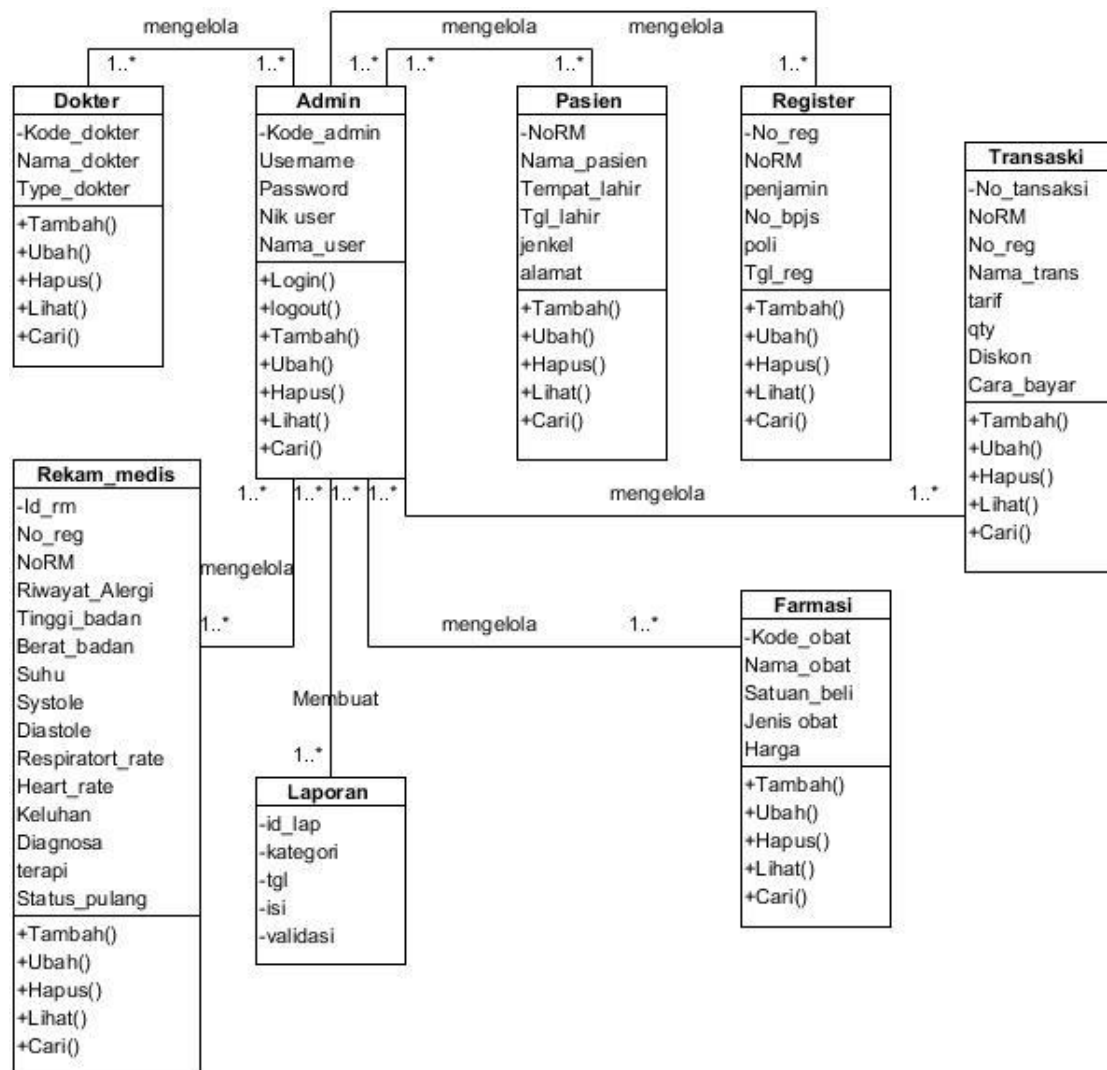 mengelola
1..*
1..*
mengelola
mengelola
1..*
1..*
1..*
1..*
Dokter
-Kode_dokter
Nama_dokter
Type_dokter
+Tambah()
+Ubah()
+Hapus()
+Lihat()
+Cari()
Admin
-Kode_admin
Username
Password
Nik user
Nama_user
+Login()
+logout()
+Tambah()
+Ubah()
+Hapus()
+Lihat()
+Cari()
Pasien
-NoRM
Nama_pasien
Tempat_lahir
Tgl_lahir
jenkel
alamat
+Tambah()
+Ubah()
+Hapus()
+Lihat()
+Cari()
Register
-No_reg
NoRM
penjamin
No_bpjs
poli
Tgl_reg
+Tambah()
+Ubah()
+Hapus()
+Lihat()
+Cari()
Transaski
-No_tansaksi
NoRM
No_reg
Nama_trans
tarif
qty
Diskon
Cara_bayar
+Tambah()
+Ubah()
+Hapus()
+Lihat()
+Cari()
1..*
1..*
1..*
1..*
mengelola
1..*
Rekam_medis
-Id_rm
No_reg
NoRM
Riwayat_Alergi
Tinggi_badan
Berat_badan
Suhu
Systole
Diastole
Respiratort_rate
Heart_rate
Keluhan
Diagnosa
terapi
Status_pulang
+Tambah()
+Ubah()
+Hapus()
+Lihat()
+Cari()
mengelola
1..*
mengelola
1..*
Membuat
1..*
Laporan
-id_lap
-kategori
-tgl
-isi
-validasi
Farmasi
-Kode_obat
Nama_obat
Satuan_beli
Jenis obat
Harga
+Tambah()
+Ubah()
+Hapus()
+Lihat()
+Cari()